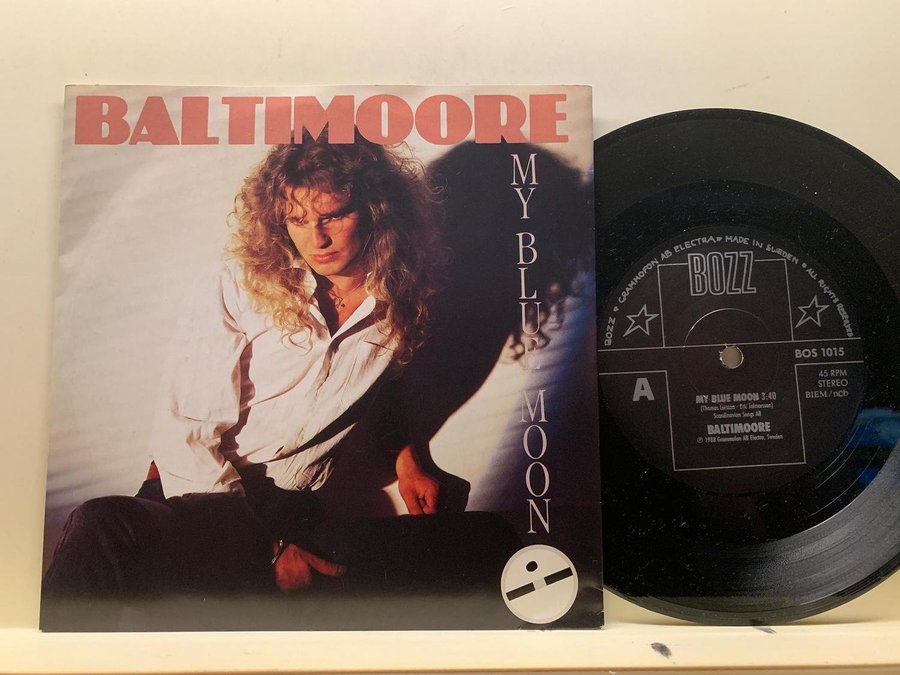 BALTIMOORE
MY BLUE MOON
BOZZ • GRAMMOFON AB ELECTRA • MADE IN SWEDEN • ALL RIGHTS RESERVED
BOZZ
BOS 1015
A
45 RPM
STEREO
BIEM/ncb
MY BLUE MOON 3:40
(Thomas Larsson - Eric Jalmarsson)
Scandinavian Songs AB
BALTIMOORE
℗ 1988 Grammofon AB Electra, Sweden